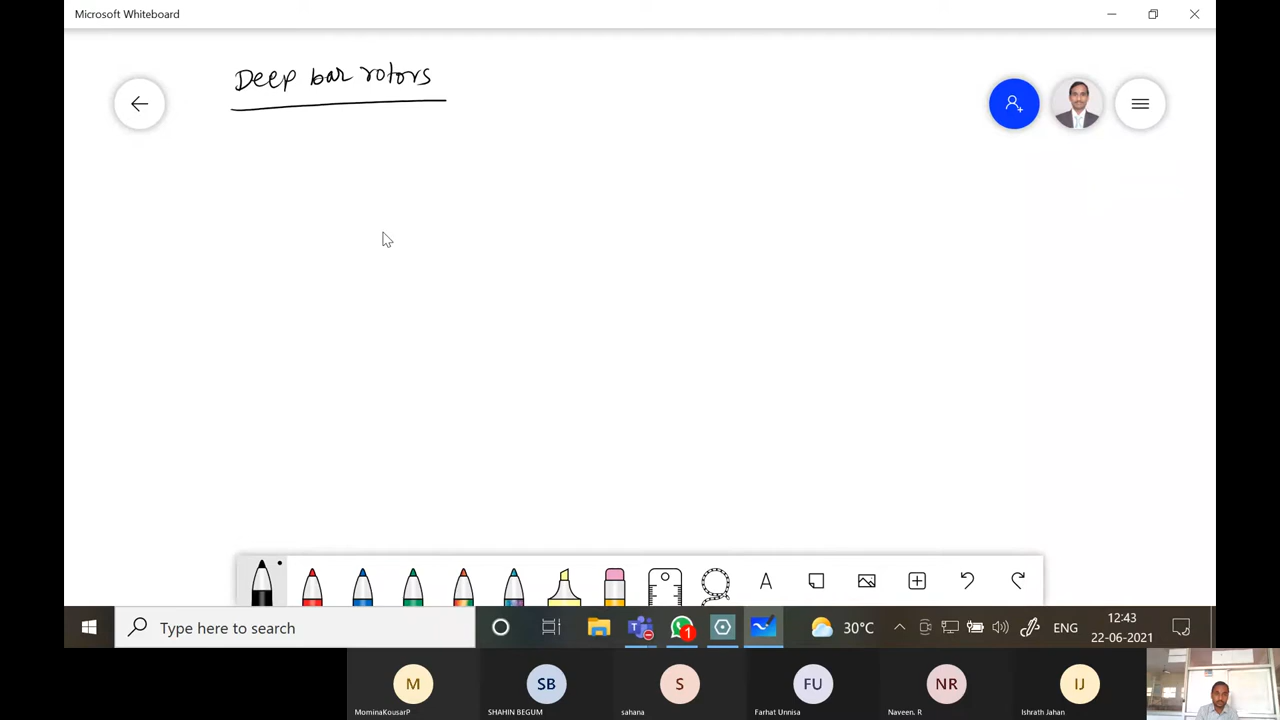 Microsoft Whiteboard
Deep bar rotors
A
Type here to search
1
30°C
ENG
12:43
22-06-2021
M
SB
S
FU
NR
IJ
MominaKousarP
SHAHIN BEGUM
sahana
Farhat Unnisa
Naveen. R
Ishrath Jahan